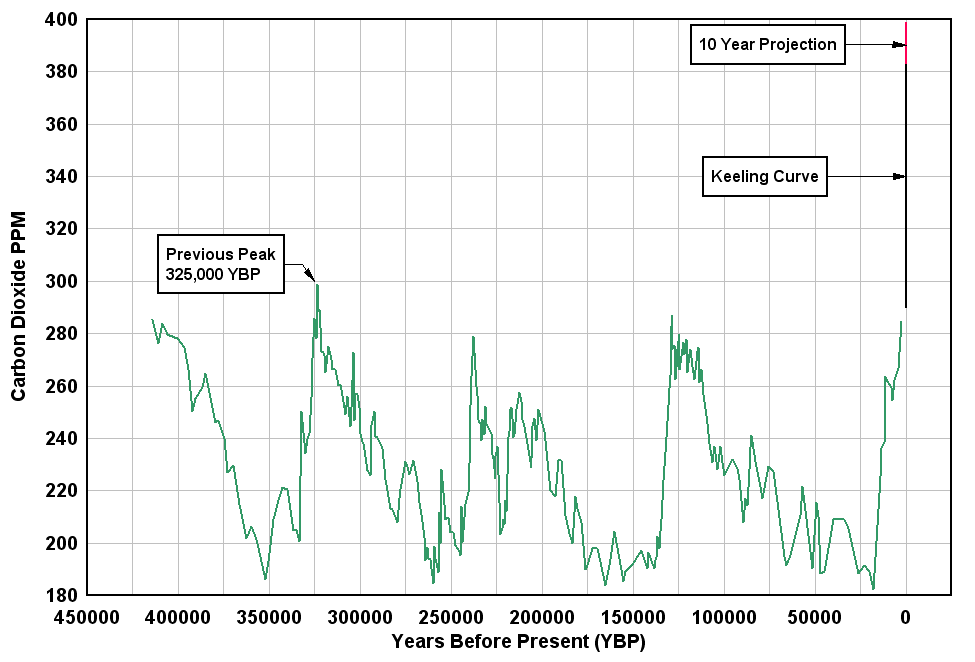 400
380
360
340
320
300
280
260
240
220
200
180
Carbon Dioxide PPM
10 Year Projection
Keeling Curve
Previous Peak
325,000 YBP
450000 400000 350000 300000 250000 200000 150000 100000 50000 0
Years Before Present (YBP)